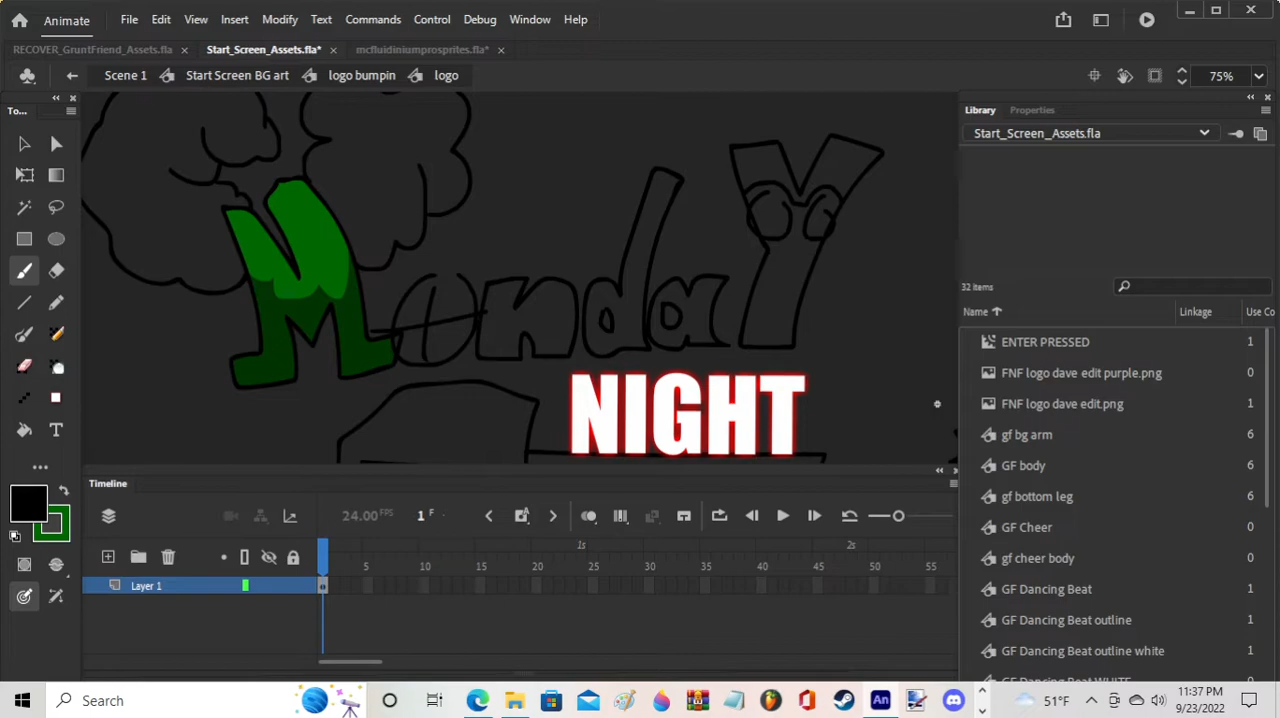 Animate
File Edit View Insert Modify Text Commands Control Debug Window Help
RECOVER_GruntFriend_Assets.fla × Start_Screen_Assets.fla* × mcfluidiniumprosprites.fla* ×
Scene 1 Start Screen BG art logo bumpin logo
75%
To...
Library Properties
Start_Screen_Assets.fla
MondaY
NIGHT
32 items
Name Linkage Use Co
ENTER PRESSED 1
FNF logo dave edit purple.png 0
FNF logo dave edit.png 1
gf bg arm 6
GF body 6
gf bottom leg 6
GF Cheer 0
gf cheer body 0
GF Dancing Beat 1
GF Dancing Beat outline 1
GF Dancing Beat outline white 1
GF Dancing Beat WHITE
Timeline
24.00 FPS 1 F
1s 2s
5 10 15 20 25 30 35 40 45 50 55
Layer 1
Search
An
51°F
11:37 PM
9/23/2022